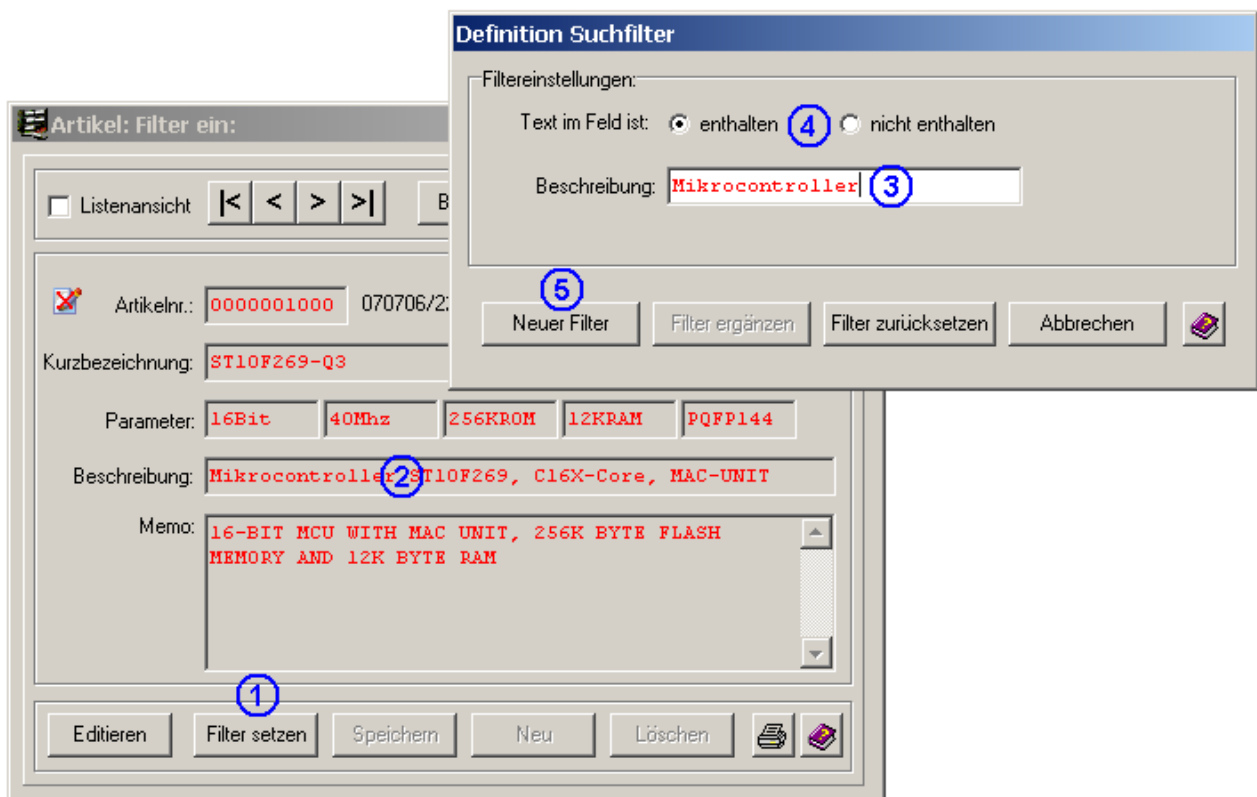 Definition Suchfilter
Filtereinstellungen:
Text im Feld ist: enthalten 4 nicht enthalten
Beschreibung: Mikrocontroller 3
5
Neuer Filter Filter ergänzen Filter zurücksetzen Abbrechen
Artikel: Filter ein:
Listenansicht |< < > >| B
Artikelnr.: 0000001000 070706/2
Kurzbezeichnung: ST10F269-Q3
Parameter: 16Bit 40Mhz 256KROM 12KRAM PQFP144
Beschreibung: Mikrocontroller 2 ST10F269, C16X-Core, MAC-UNIT
Memo: 16-BIT MCU WITH MAC UNIT, 256K BYTE FLASH
MEMORY AND 12K BYTE RAM
1
Editieren Filter setzen Speichern Neu Löschen